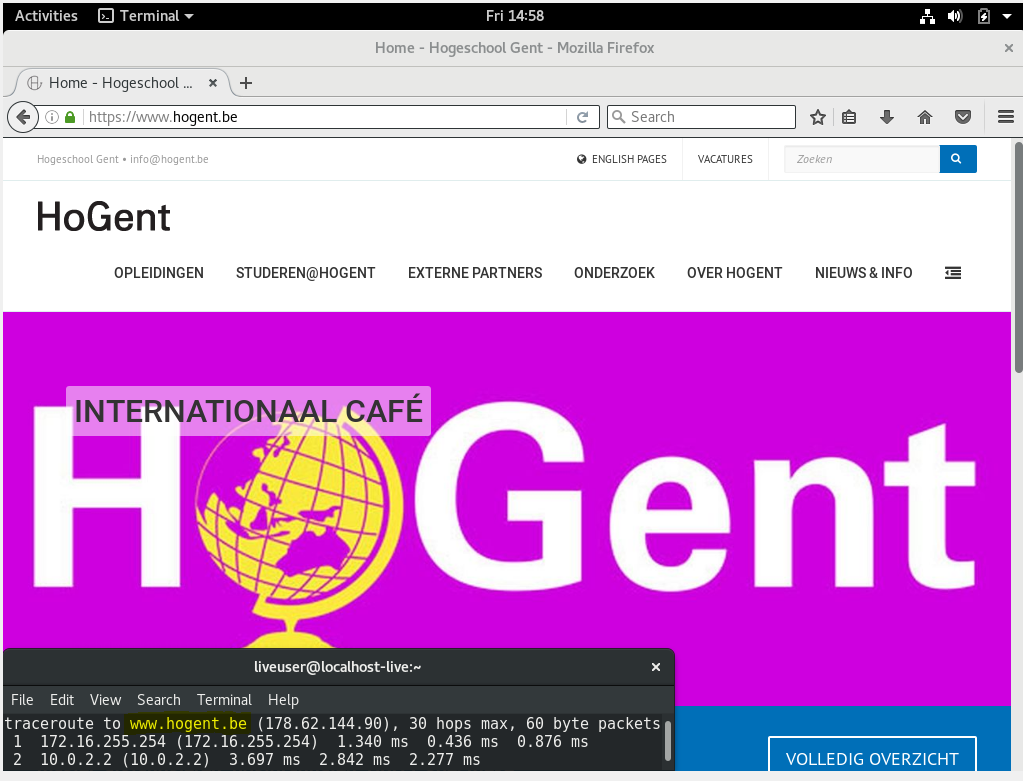 Activities Terminal Fri 14:58
Home - Hogeschool Gent - Mozilla Firefox
Home - Hogeschool ...
https://www.hogent.be Search
Hogeschool Gent • info@hogent.be ENGLISH PAGES VACATURES Zoeken
HoGent
OPLEIDINGEN STUDEREN@HOGENT EXTERNE PARTNERS ONDERZOEK OVER HOGENT NIEUWS & INFO
INTERNATIONAAL CAFÉ
HoGent
liveuser@localhost-live:~
File Edit View Search Terminal Help
traceroute to www.hogent.be (178.62.144.90), 30 hops max, 60 byte packets
1 172.16.255.254 (172.16.255.254) 1.340 ms 0.436 ms 0.876 ms
2 10.0.2.2 (10.0.2.2) 3.697 ms 2.842 ms 2.277 ms
VOLLEDIG OVERZICHT